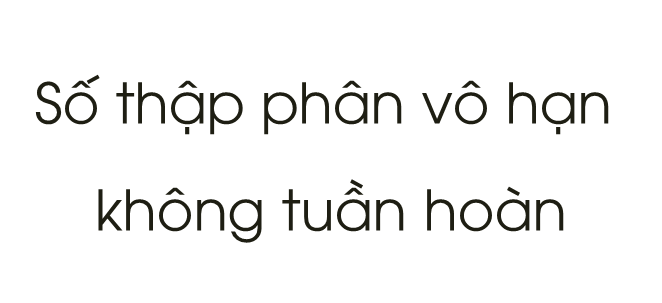 Số thập phân vô hạn
không tuần hoàn